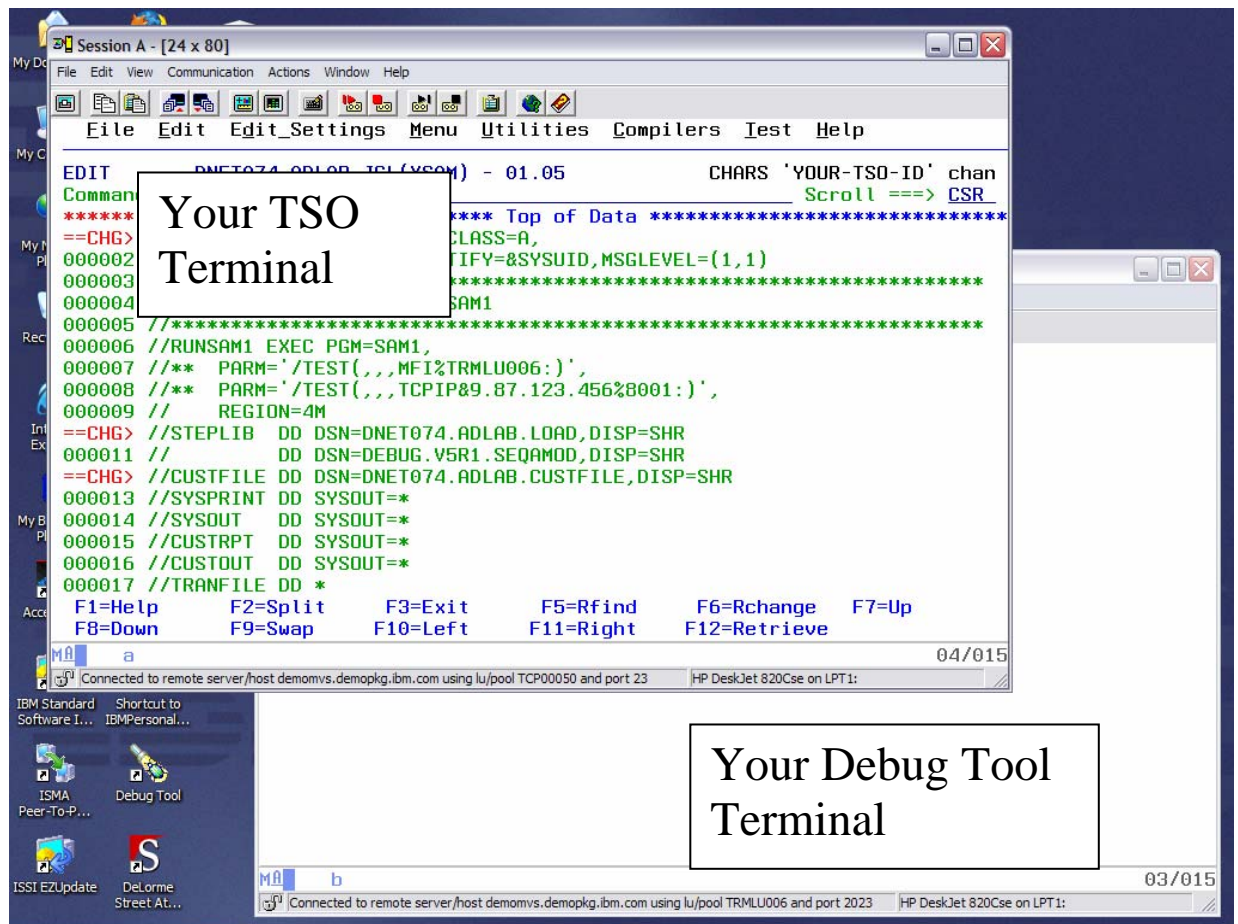 Session A - [24 x 80]
File Edit View Communication Actions Window Help
File Edit Edit_Settings Menu Utilities Compilers Test Help
EDIT DNET074.ADLAB.JCL(XSAM) - 01.05 CHARS 'YOUR-TSO-ID' chan
Scroll ===> CSR
****** **** Top of Data ******************************
==CHG> CLASS=A,
000002 TIFY=&SYSUID,MSGLEVEL=(1,1)
000003 **********************************************
000004 SAM1
000005 //*********************************************************************
000006 //RUNSAM1 EXEC PGM=SAM1,
000007 //** PARM='/TEST(,,,MFI%TRMLU006:)',
000008 //** PARM='/TEST(,,,TCPIP&9.87.123.456%8001:)',
000009 // REGION=4M
==CHG> //STEPLIB DD DSN=DNET074.ADLAB.LOAD,DISP=SHR
000011 // DD DSN=DEBUG.V5R1.SEQAMOD,DISP=SHR
==CHG> //CUSTFILE DD DSN=DNET074.ADLAB.CUSTFILE,DISP=SHR
000013 //SYSPRINT DD SYSOUT=*
000014 //SYSOUT DD SYSOUT=*
000015 //CUSTRPT DD SYSOUT=*
000016 //CUSTOUT DD SYSOUT=*
000017 //TRANFILE DD *
F1=Help F2=Split F3=Exit F5=Rfind F6=Rchange F7=Up
F8=Down F9=Swap F10=Left F11=Right F12=Retrieve
MA a 04/015
Connected to remote server/host demomvs.demopkg.ibm.com using lu/pool TCP00050 and port 23 HP DeskJet 820Cse on LPT1:
Your TSO
Terminal
Your Debug Tool
Terminal
IBM Standard
Software I...
Shortcut to
IBMPersonal...
ISMA
Peer-To-P...
Debug Tool
ISSI EZUpdate
DeLorme
Street At...
MA b 03/015
Connected to remote server/host demomvs.demopkg.ibm.com using lu/pool TRMLU006 and port 2023 HP DeskJet 820Cse on LPT1: